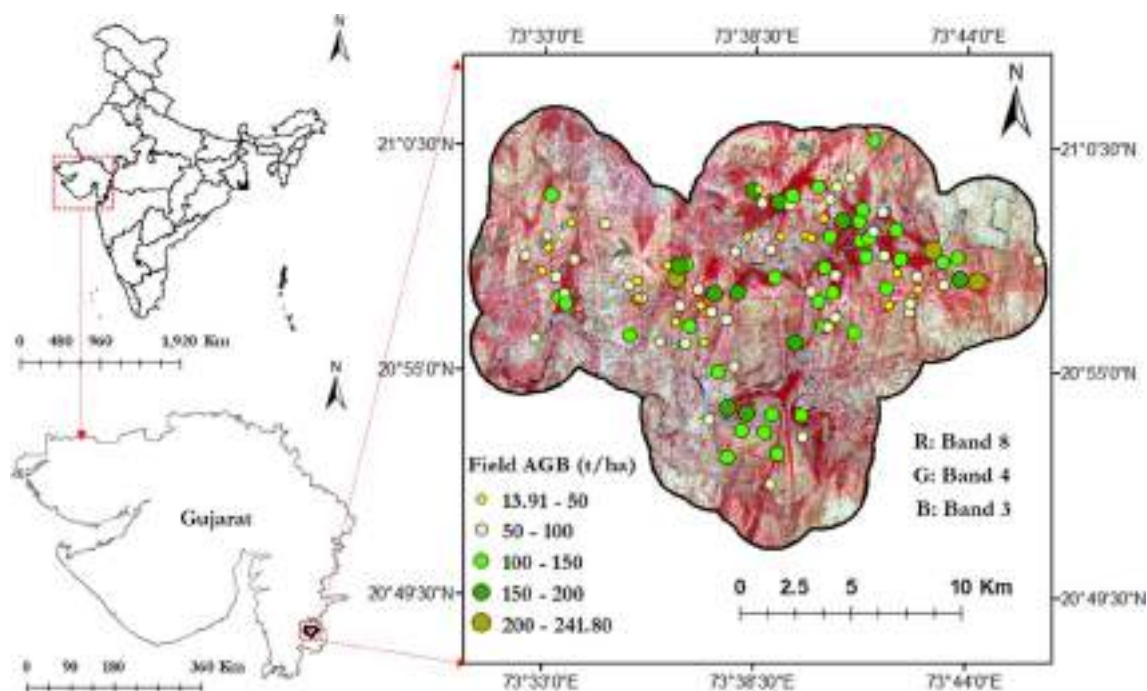 N
0 480 960 1,920 Km
N
Gujarat
0 90 180 360 Km
73°33'0"E 73°38'30"E 73°44'0"E
N
21°0'30"N 21°0'30"N
20°55'0"N 20°55'0"N
20°49'30"N 20°49'30"N
Field AGB (t/ha)
13.91 - 50
50 - 100
100 - 150
150 - 200
200 - 241.80
R: Band 8
G: Band 4
B: Band 3
0 2.5 5 10 Km
73°33'0"E 73°38'30"E 73°44'0"E